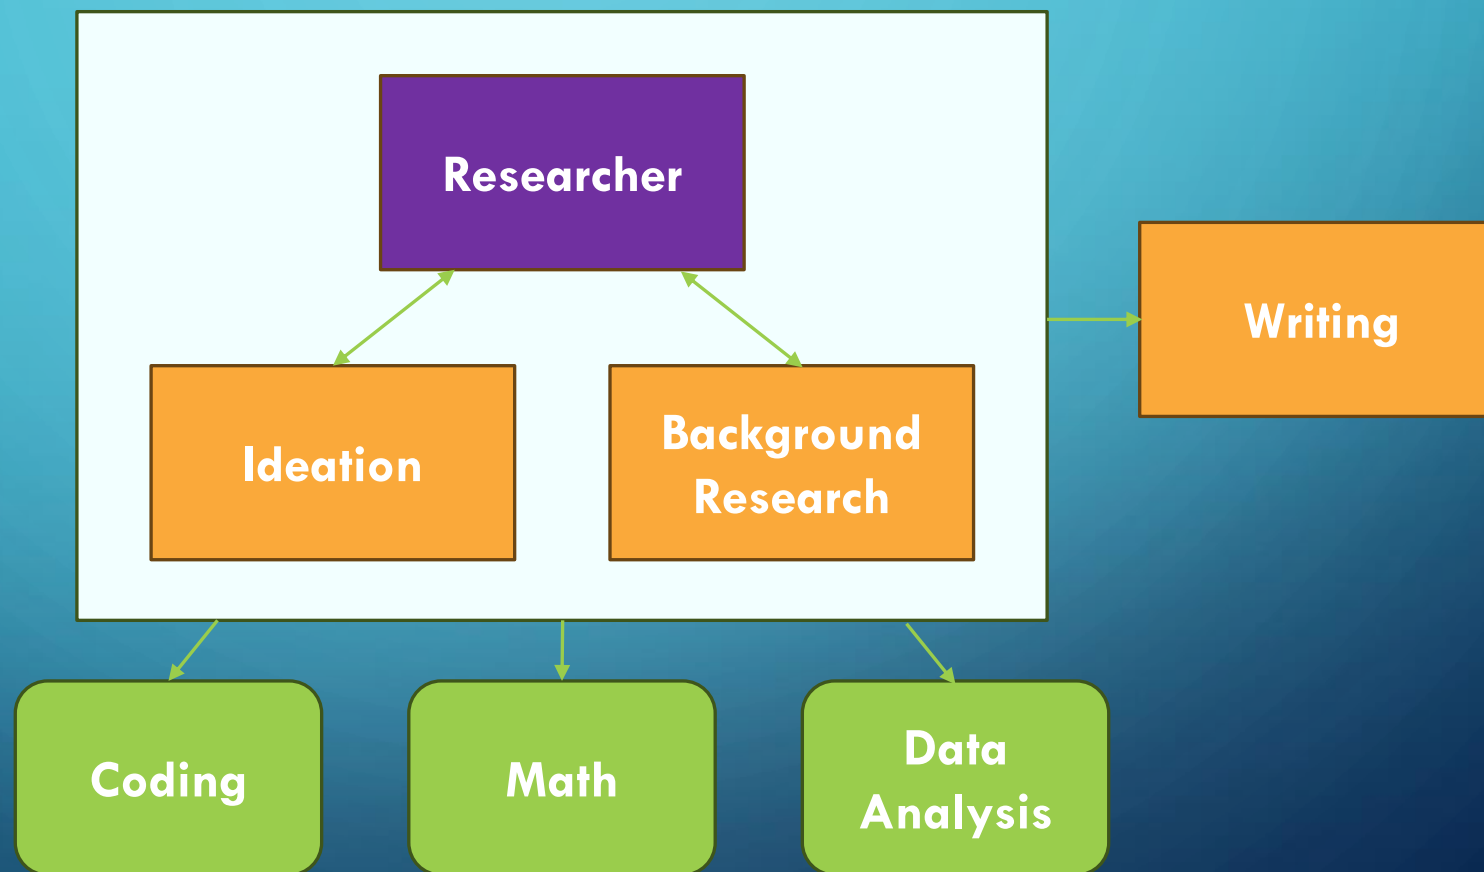 Researcher
Writing
Ideation
Background
Research
Coding
Math
Data
Analysis